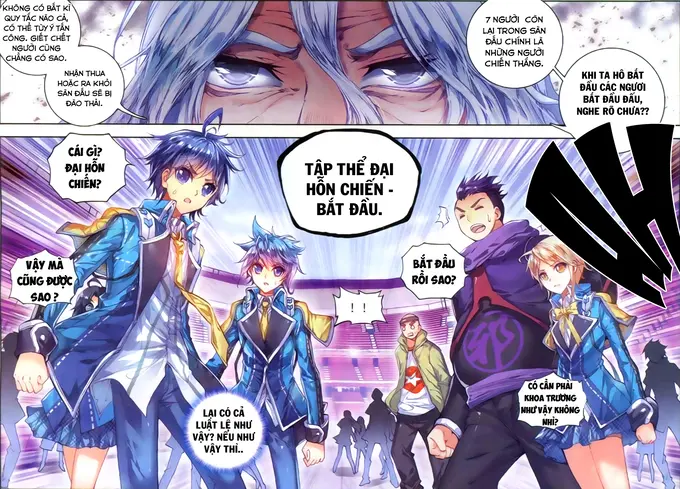 KHÔNG CÓ BẤT KÌ
QUY TẮC NÀO CẢ,
CÓ THỂ TÙY Ý TẤN
CÔNG. GIẾT CHẾT
NGƯỜI CŨNG
CHẲNG CÓ SAO.
NHẬN THUA
HOẶC RA KHỎI
SÀN ĐẤU SẼ BỊ
ĐÀO THẢI.
7 NGƯỜI CÒN
LẠI TRONG SÀN
ĐẤU CHÍNH LÀ
NHỮNG NGƯỜI
CHIẾN THẮNG.
KHI TA HÔ BẮT
ĐẦU CÁC NGƯƠI
BẮT ĐẦU ĐẤU,
NGHE RÕ CHƯA??
CÁI GÌ?
ĐẠI HỖN
CHIẾN?
TẬP THỂ ĐẠI
HỖN CHIẾN -
BẮT ĐẦU.
VẬY MÀ
CŨNG ĐƯỢC
SAO ?
! !
BẮT ĐẦU
RỒI SAO?
邪
LẠI CÓ CẢ
LUẬT LỆ NHƯ
VẬY? NẾU NHƯ
VẬY THÌ..
CÓ CẦN PHẢI
KHOA TRƯƠNG
NHƯ VẬY KHÔNG
NHỈ?